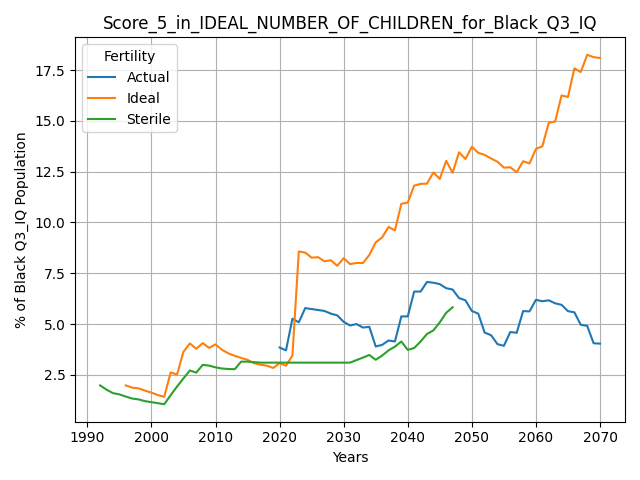 Score_5_in_IDEAL_NUMBER_OF_CHILDREN_for_Black_Q3_IQ
Fertility
Actual
Ideal
Sterile
% of Black Q3_IQ Population
17.5
15.0
12.5
10.0
7.5
5.0
2.5
1990 2000 2010 2020 2030 2040 2050 2060 2070
Years